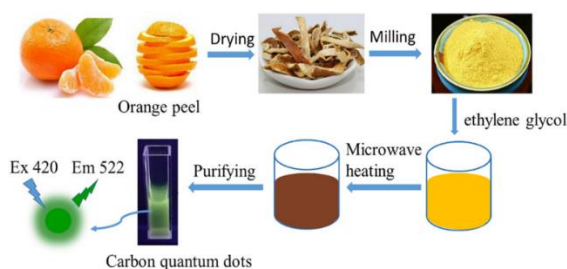 Drying
Milling
Orange peel
ethylene glycol
Microwave
heating
Purifying
Ex 420
Em 522
Carbon quantum dots